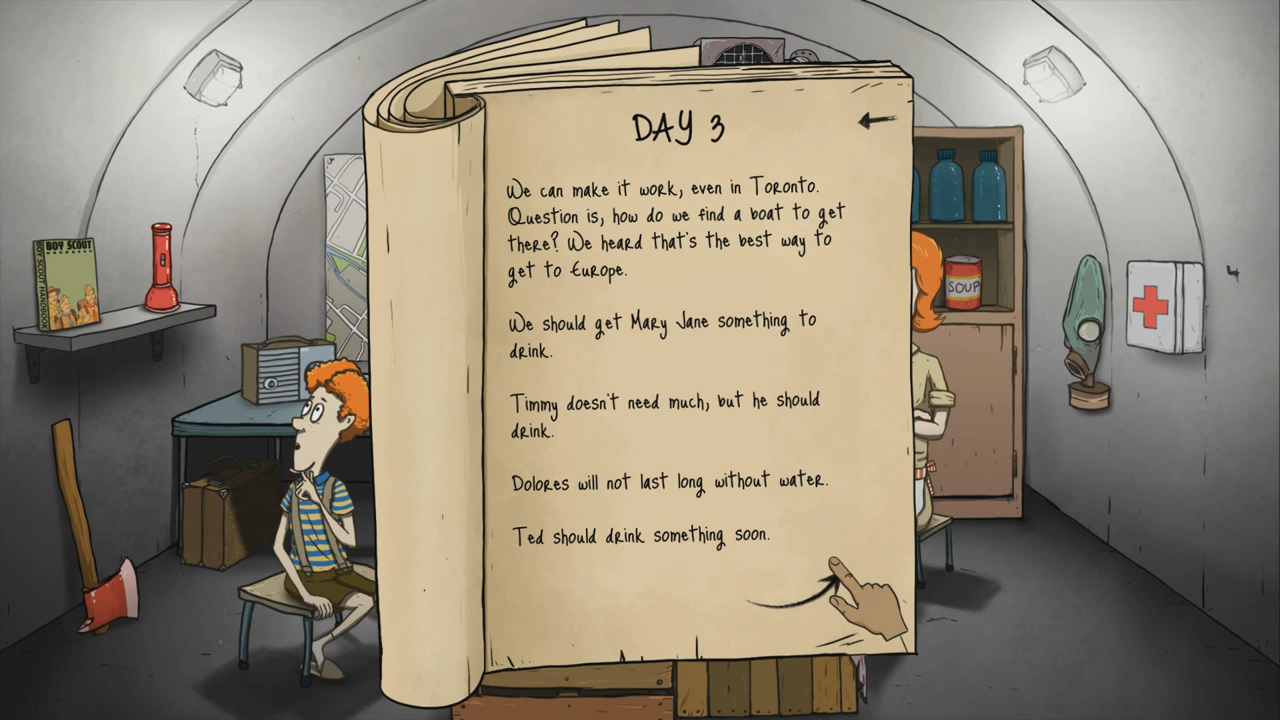 DAY 3
We can make it work, even in Toronto.
Question is, how do we find a boat to get
there? We heard that's the best way to
get to Europe.
We should get Mary Jane something to
drink.
Timmy doesn't need much, but he should
drink.
Dolores will not last long without water.
Ted should drink something soon.
BOY SCOUT
BOY SCOUT HANDBOOK
SOUP